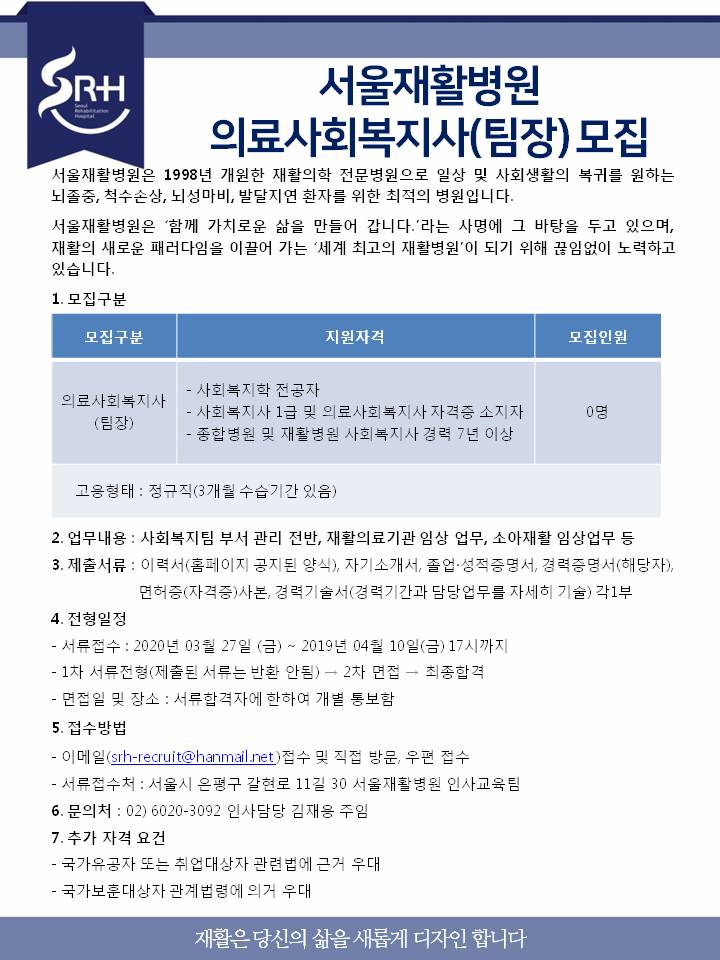 SRH
Seoul
Rehabilitation
Hospital
서울재활병원
의료사회복지사(팀장) 모집
서울재활병원은 1998년 개원한 재활의학 전문병원으로 일상 및 사회생활의 복귀를 원하는
뇌졸중, 척수손상, 뇌성마비, 발달지연 환자를 위한 최적의 병원입니다.
서울재활병원은 ‘함께 가치로운 삶을 만들어 갑니다.’라는 사명에 그 바탕을 두고 있으며,
재활의 새로운 패러다임을 이끌어 가는 ‘세계 최고의 재활병원’이 되기 위해 끊임없이 노력하고
있습니다.
1. 모집구분
모집구분 지원자격 모집인원
의료사회복지사
(팀장)
- 사회복지학 전공자
- 사회복지사 1급 및 의료사회복지사 자격증 소지자
- 종합병원 및 재활병원 사회복지사 경력 7년 이상
0명
고용형태 : 정규직(3개월 수습기간 있음)
2. 업무내용 : 사회복지팀 부서 관리 전반, 재활의료기관 임상 업무, 소아재활 임상업무 등
3. 제출서류 : 이력서(홈페이지 공지된 양식), 자기소개서, 졸업·성적증명서, 경력증명서(해당자),
면허증(자격증)사본, 경력기술서(경력기간과 담당업무를 자세히 기술) 각1부
4. 전형일정
- 서류접수 : 2020년 03월 27일 (금) ~ 2019년 04월 10일(금) 17시까지
- 1차 서류전형(제출된 서류는 반환 안됨) → 2차 면접 → 최종합격
- 면접일 및 장소 : 서류합격자에 한하여 개별 통보함
5. 접수방법
- 이메일(srh-recruit@hanmail.net )접수 및 직접 방문, 우편 접수
- 서류접수처 : 서울시 은평구 갈현로 11길 30 서울재활병원 인사교육팀
6. 문의처 : 02) 6020-3092 인사담당 김재용 주임
7. 추가 자격 요건
- 국가유공자 또는 취업대상자 관련법에 근거 우대
- 국가보훈대상자 관계법령에 의거 우대
재활은 당신의 삶을 새롭게 디자인 합니다